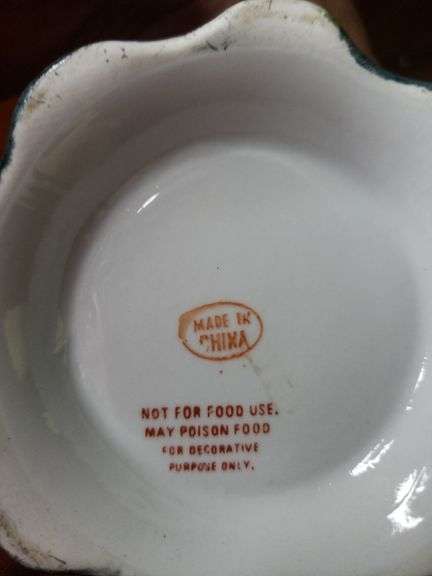 MADE IN
CHINA
NOT FOR FOOD USE.
MAY POISON FOOD
FOR DECORATIVE
PURPOSE ONLY.